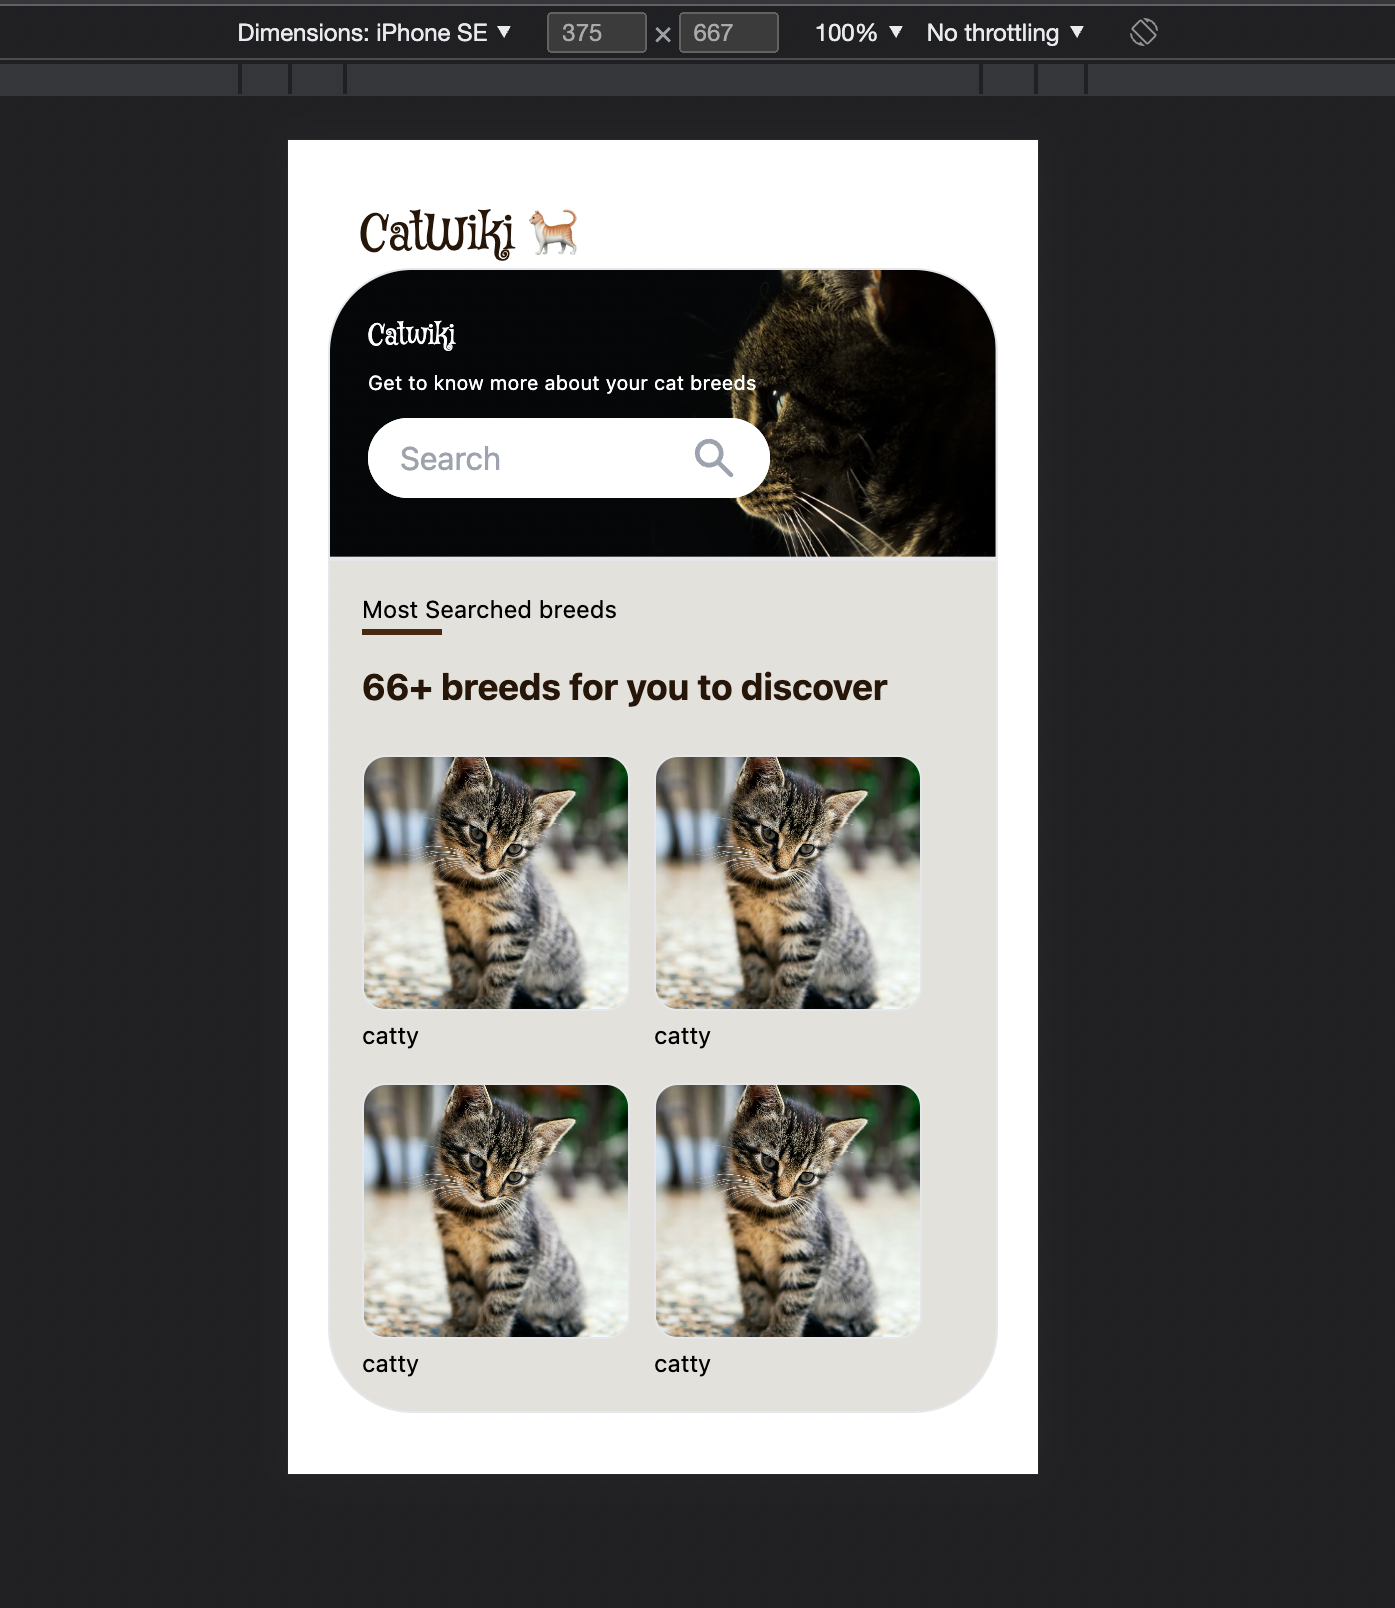 Dimensions: iPhone SE ▼ 375 × 667 100% ▼ No throttling ▼
CatWiki
CatWiki
Get to know more about your cat breeds
Search
Most Searched breeds
66+ breeds for you to discover
catty catty
catty catty